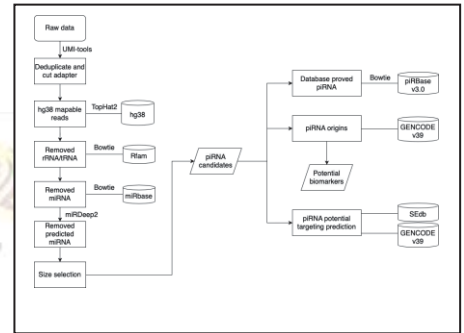 Raw data
UMI-tools
Deduplicate and
cut adapter
hg38 mapable
reads
TopHat2
hg38
Removed
rRNA/tRNA
Bowtie
Rfam
Removed
miRNA
Bowtie
miRbase
miRDeep2
Removed
predicted
miRNA
Size selection
piRNA
candidates
Database proved
piRNA
Bowtie
piRBase
v3.0
piRNA origins
GENCODE
v39
Potential
biomarkers
piRNA potential
targeting prediction
SEdb
GENCODE
v39